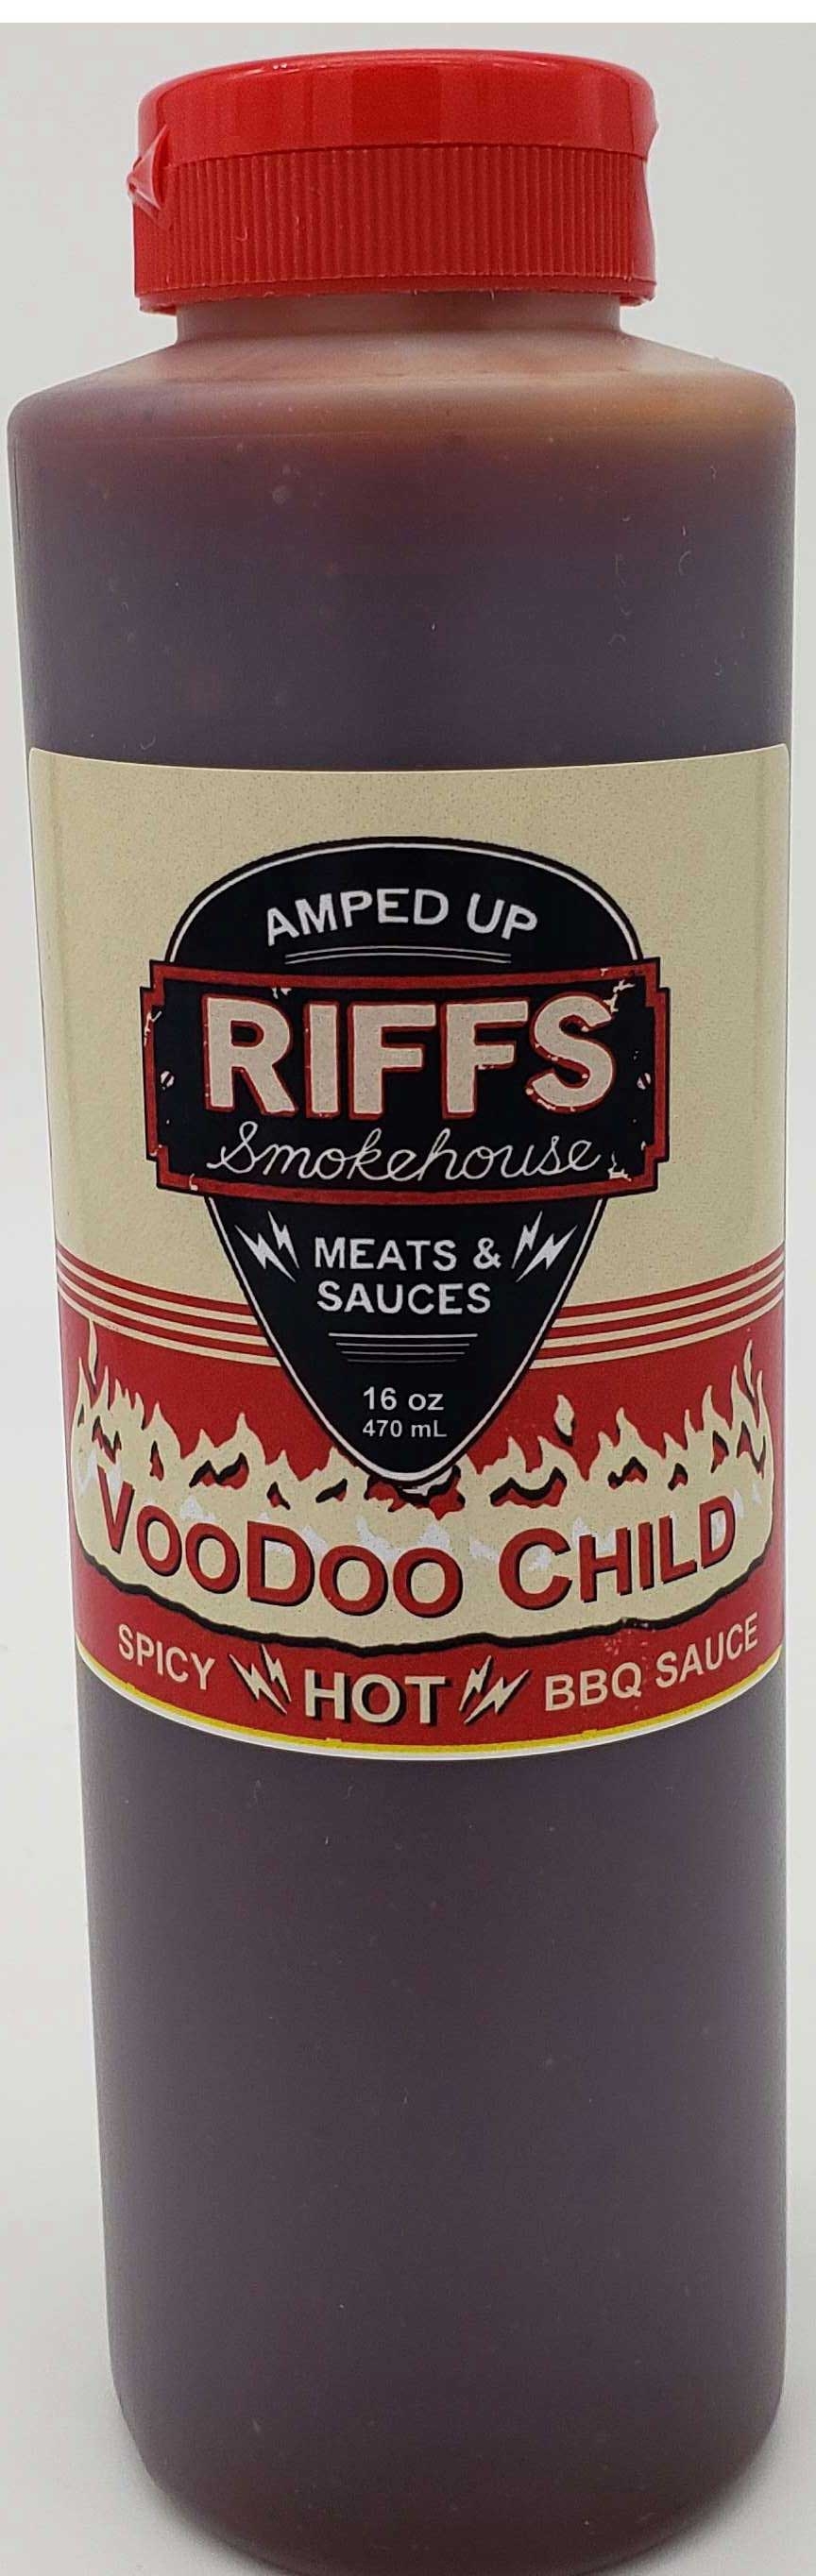 AMPED UP
RIFFS
Smokehouse
MEATS &
SAUCES
16 oz
470 mL
VOODOO CHILD
SPICY HOT BBQ SAUCE